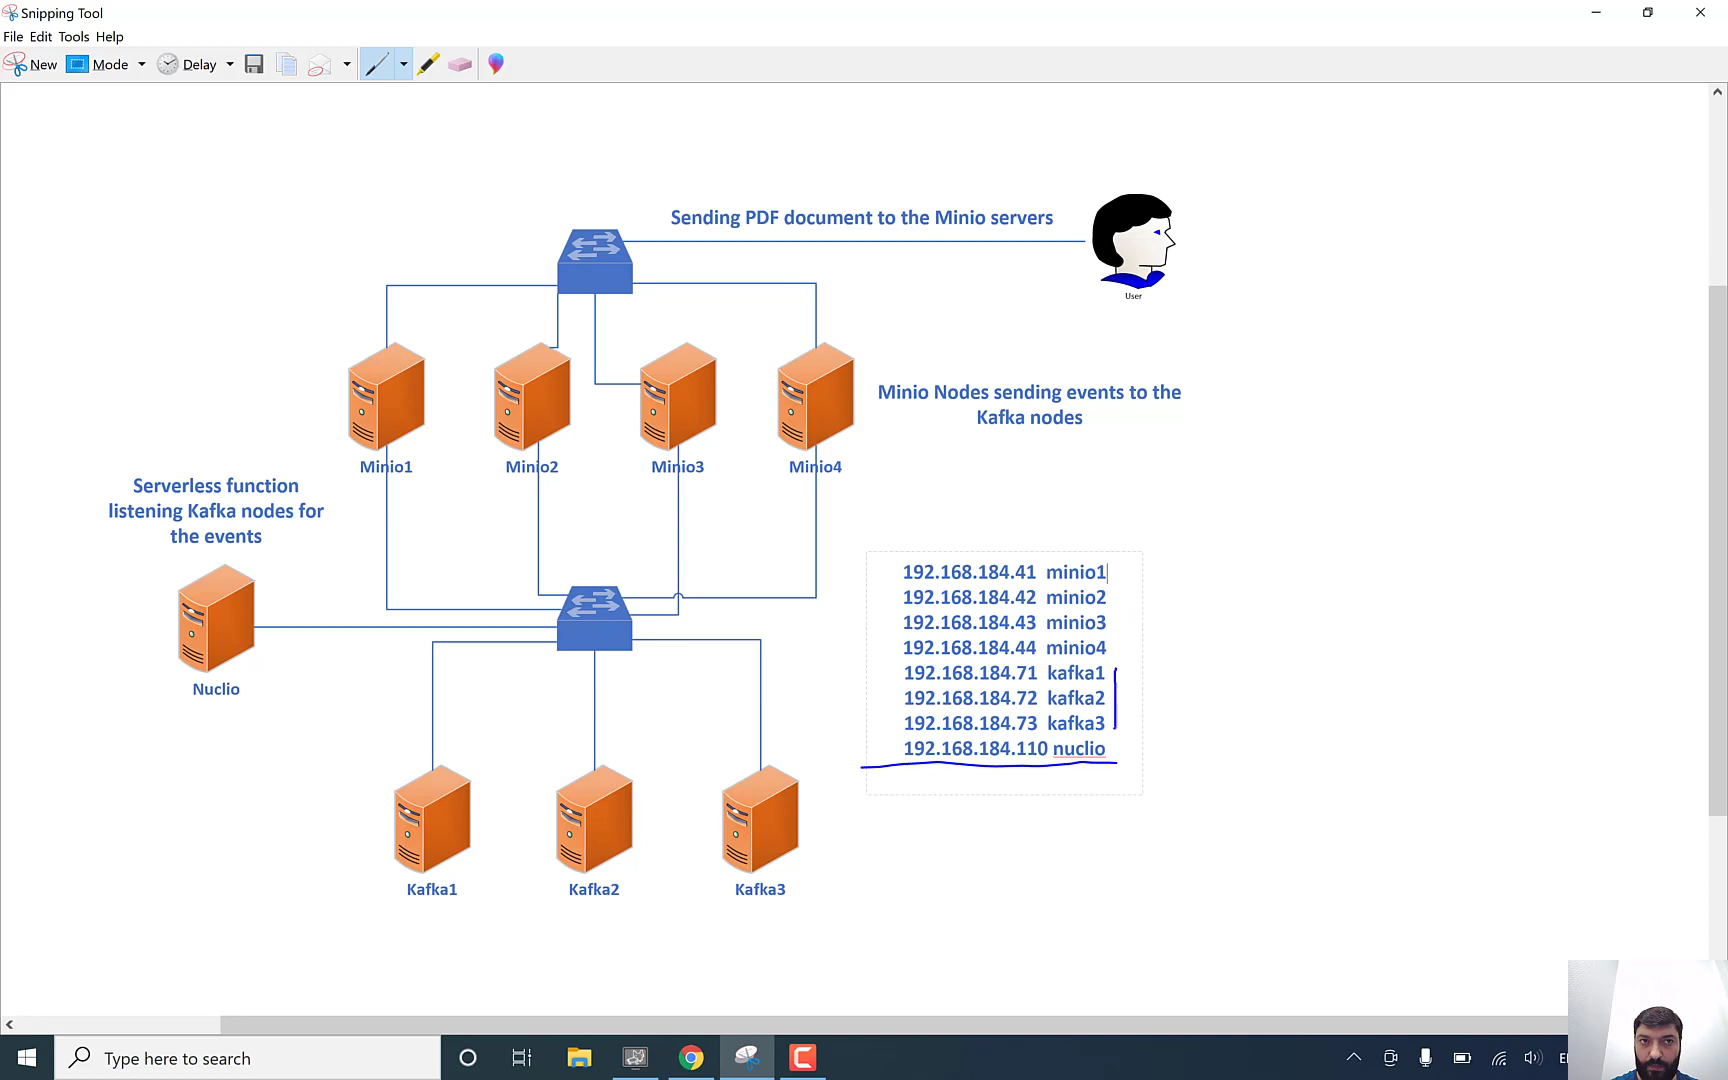 Snipping Tool
File Edit Tools Help
New Mode Delay
Sending PDF document to the Minio servers
User
Minio Nodes sending events to the
Kafka nodes
Minio1 Minio2 Minio3 Minio4
Serverless function
listening Kafka nodes for
the events
Nuclio
192.168.184.41 minio1
192.168.184.42 minio2
192.168.184.43 minio3
192.168.184.44 minio4
192.168.184.71 kafka1
192.168.184.72 kafka2
192.168.184.73 kafka3
192.168.184.110 nuclio
Kafka1 Kafka2 Kafka3
Type here to search